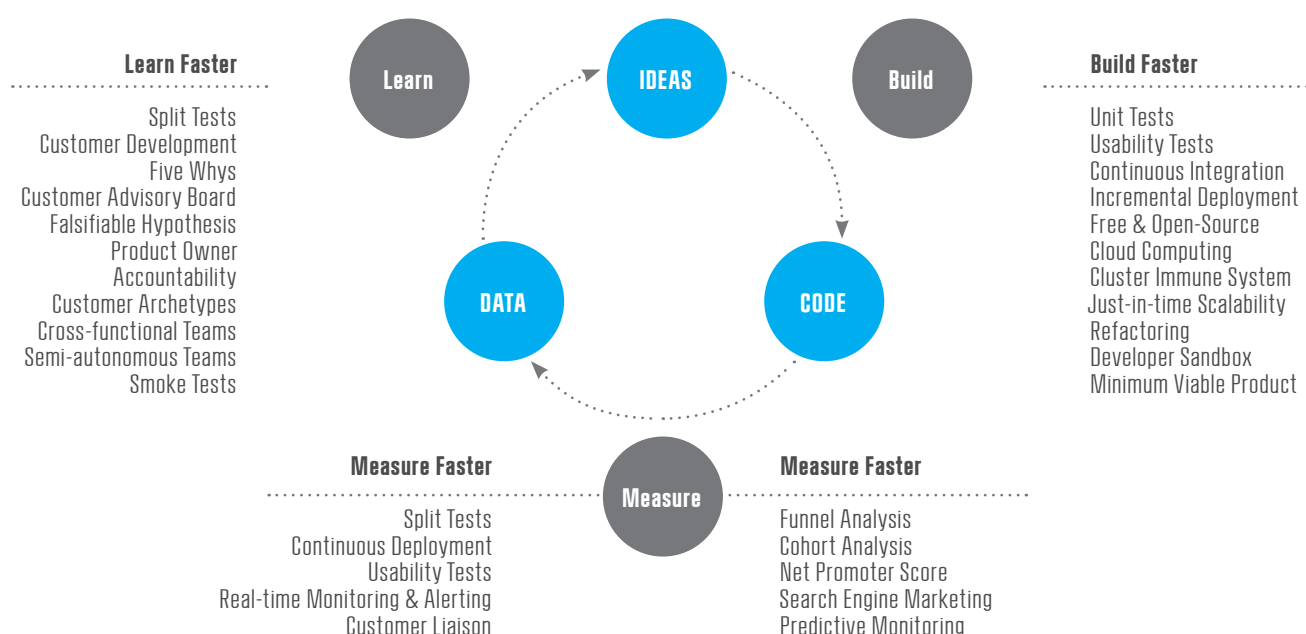 Learn Faster
Split Tests
Customer Development
Five Whys
Customer Advisory Board
Falsifiable Hypothesis
Product Owner
Accountability
Customer Archetypes
Cross-functional Teams
Semi-autonomous Teams
Smoke Tests
Learn
IDEAS
Build
DATA
CODE
Build Faster
Unit Tests
Usability Tests
Continuous Integration
Incremental Deployment
Free & Open-Source
Cloud Computing
Cluster Immune System
Just-in-time Scalability
Refactoring
Developer Sandbox
Minimum Viable Product
Measure Faster
Split Tests
Continuous Deployment
Usability Tests
Real-time Monitoring & Alerting
Customer Liaison
Measure
Measure Faster
Funnel Analysis
Cohort Analysis
Net Promoter Score
Search Engine Marketing
Predictive Monitoring